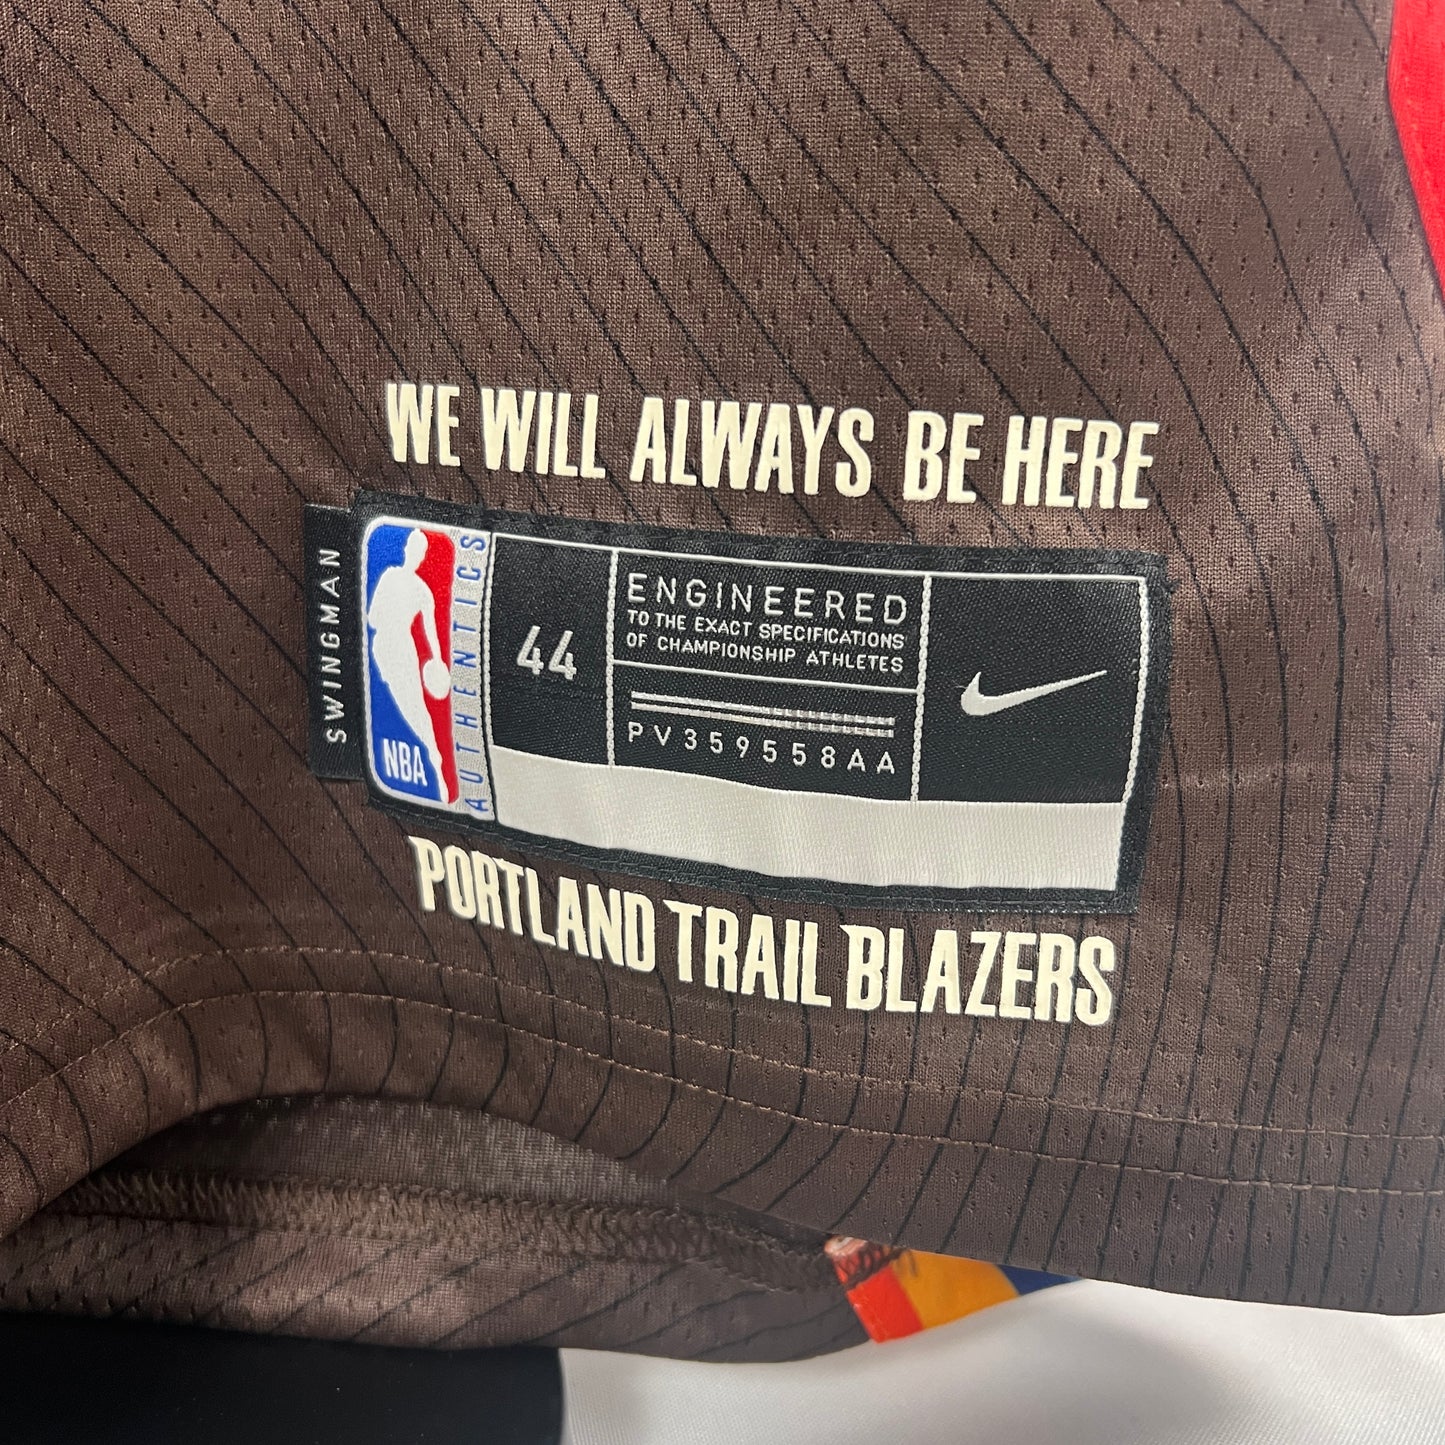 WE WILL ALWAYS BE HERE
SWINGMAN
NBA
AUTHENTICS
44
ENGINEERED
TO THE EXACT SPECIFICATIONS
OF CHAMPIONSHIP ATHLETES
PV359558AA
PORTLAND TRAIL BLAZERS